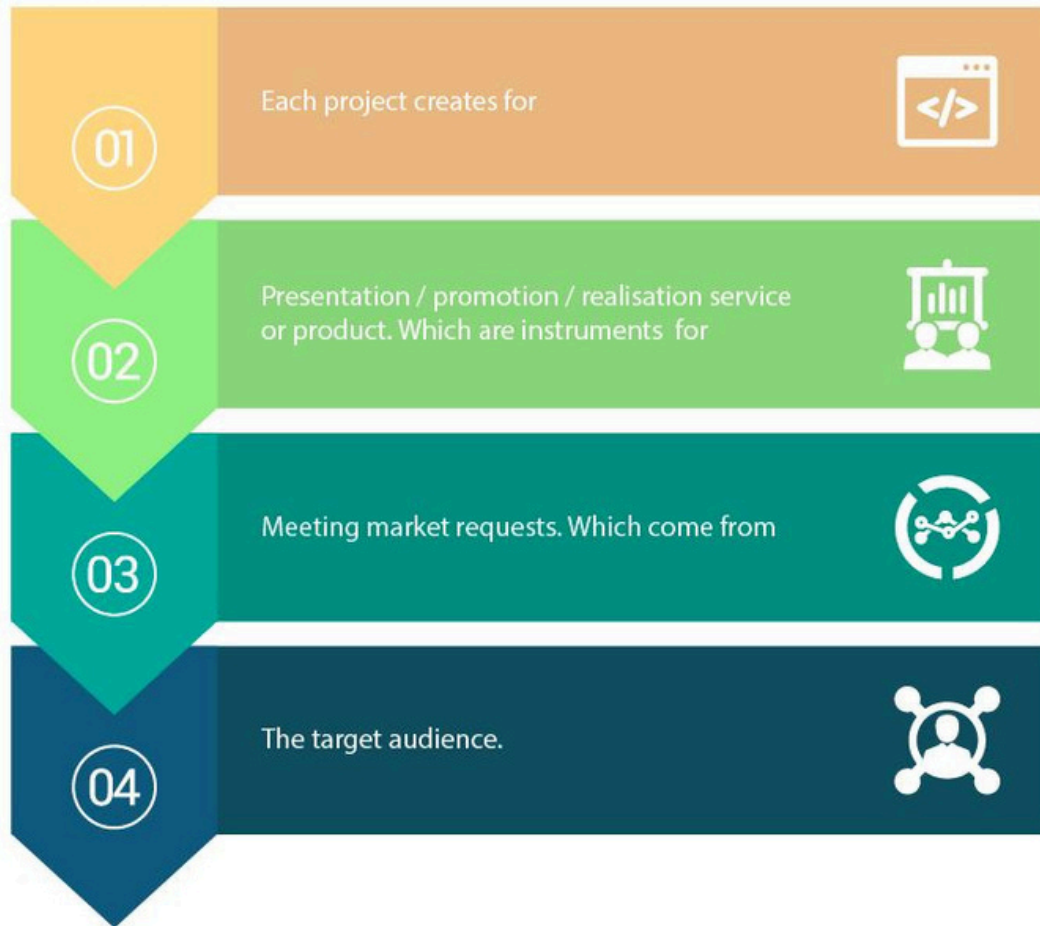 01
Each project creates for
</>
02
Presentation / promotion / realisation service
or product. Which are instruments for
03
Meeting market requests. Which come from
04
The target audience.